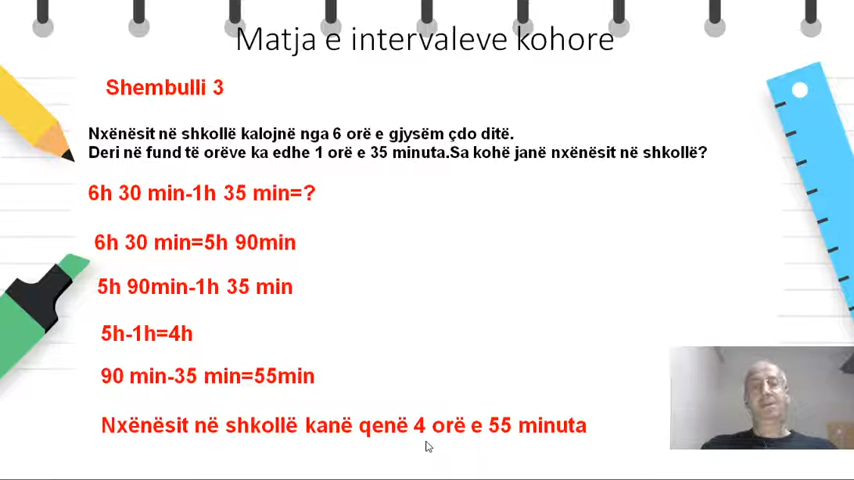 Matja e intervaleve kohore
Shembulli 3
Nxënësit në shkollë kalojnë nga 6 orë e gjysëm çdo ditë.
Deri në fund të orëve ka edhe 1 orë e 35 minuta.Sa kohë janë nxënësit në shkollë?
6h 30 min-1h 35 min=?
6h 30 min=5h 90min
5h 90min-1h 35 min
5h-1h=4h
90 min-35 min=55min
Nxënësit në shkollë kanë qenë 4 orë e 55 minuta